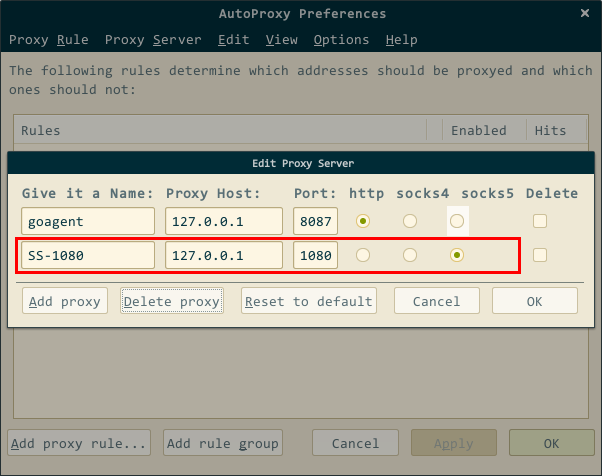 AutoProxy Preferences ×
Proxy Rule Proxy Server Edit View Options Help
The following rules determine which addresses should be proxyed and which
ones should not:
Rules Enabled Hits
Edit Proxy Server
Give it a Name: Proxy Host: Port: http socks4 socks5 Delete
goagent 127.0.0.1 8087
SS-1080 127.0.0.1 1080
Add proxy Delete proxy Reset to default Cancel OK
Add proxy rule... Add rule group Cancel Apply OK